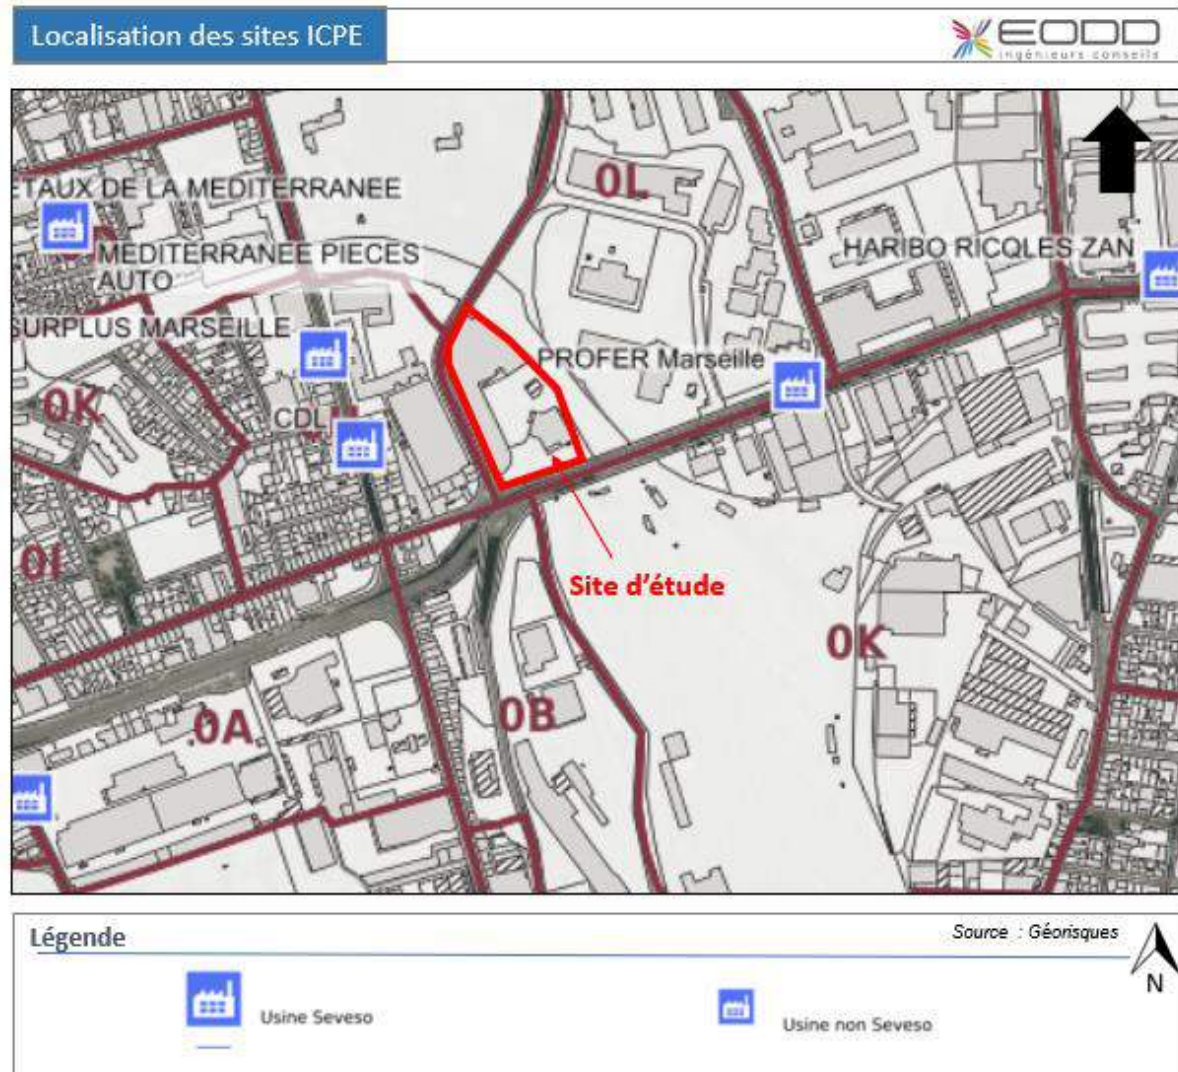 Localisation des sites ICPE
EODD
ingénieurs conseils
0L
ETAUX DE LA MEDITERRANEE
MEDITERRANEE PIECES
AUTO
HARIBO RICQLES ZAN
SURPLUS MARSEILLE
PROFER Marseille
0K
CDL
0I
Site d'étude
0K
0B
0A
Légende
Source : Géorisques
N
Usine Seveso
Usine non Seveso